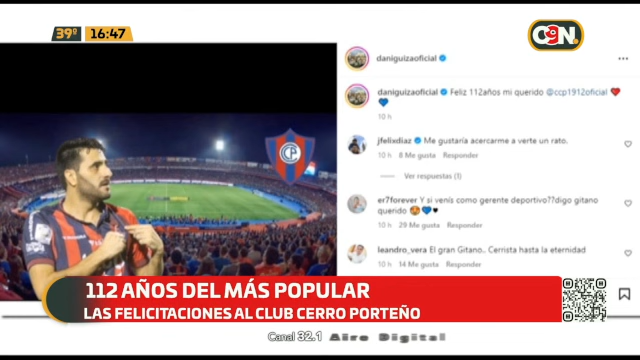 39º 16:47
C9N
daniguizaoficial
daniguizaoficial Feliz 112años mi querido @ccp1912oficial ❤️
💙
10 h
jfelixdiaz Me gustaría acercarme a verte un rato.
10 h 8 Me gusta Responder
Ver respuestas (1)
er7forever Y si venís como gerente deportivo??digo gitano
querido 😍💙♥
10 h 29 Me gusta Responder
leandro_vera El gran Gitano.. Cerrista hasta la eternidad
10 h 14 Me gusta Responder
112 AÑOS DEL MÁS POPULAR
LAS FELICITACIONES AL CLUB CERRO PORTEÑO
Canal 32.1 Aire Digital